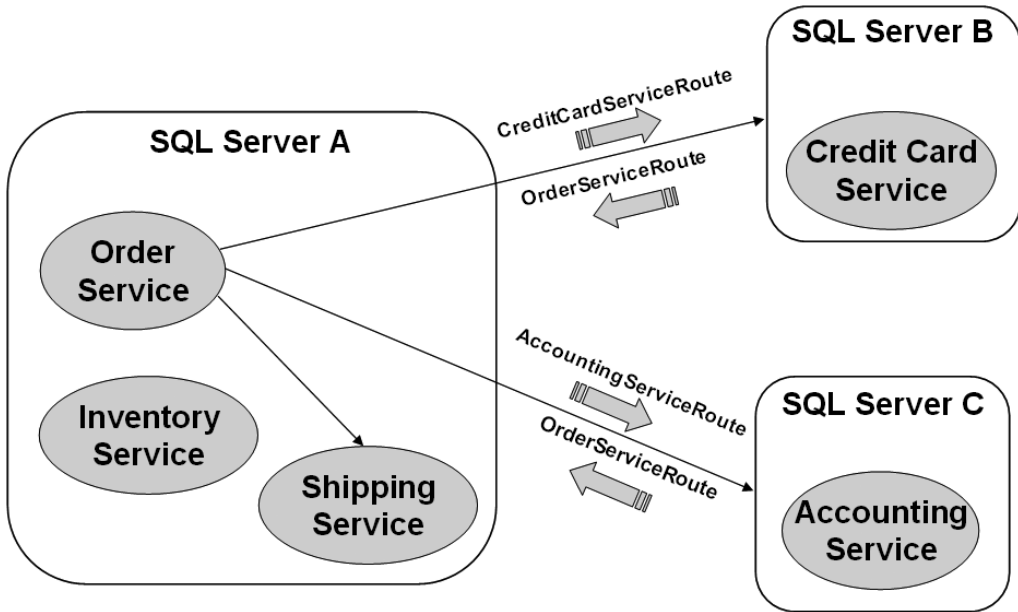 SQL Server A
Order
Service
Inventory
Service
Shipping
Service
CreditCardServiceRoute
OrderServiceRoute
SQL Server B
Credit Card
Service
AccountingServiceRoute
OrderServiceRoute
SQL Server C
Accounting
Service